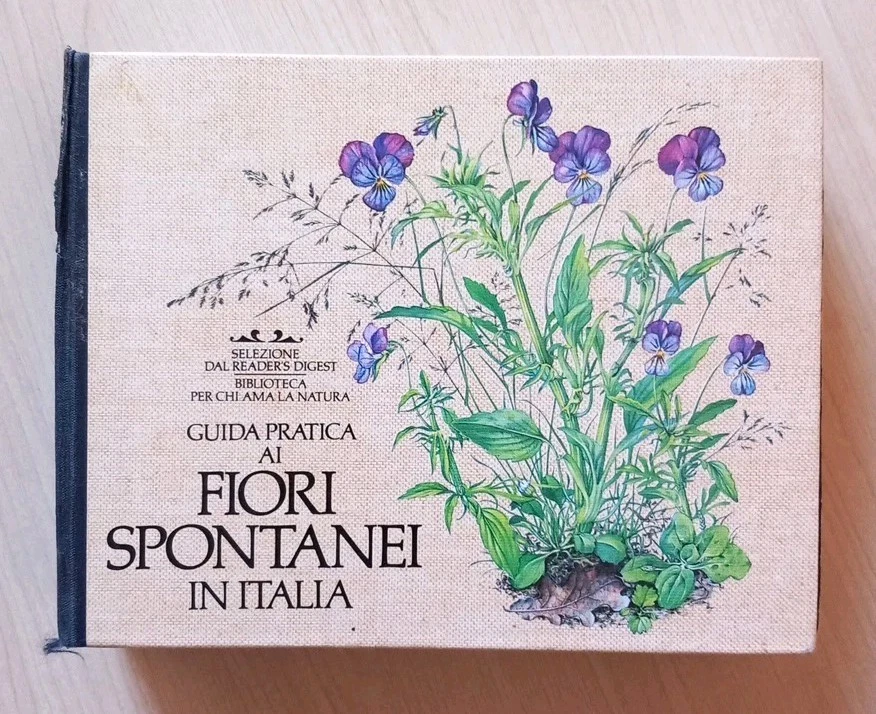 SELEZIONE
DAL READER'S DIGEST
BIBLIOTECA
PER CHI AMA LA NATURA
GUIDA PRATICA
AI
FIORI
SPONTANEI
IN ITALIA